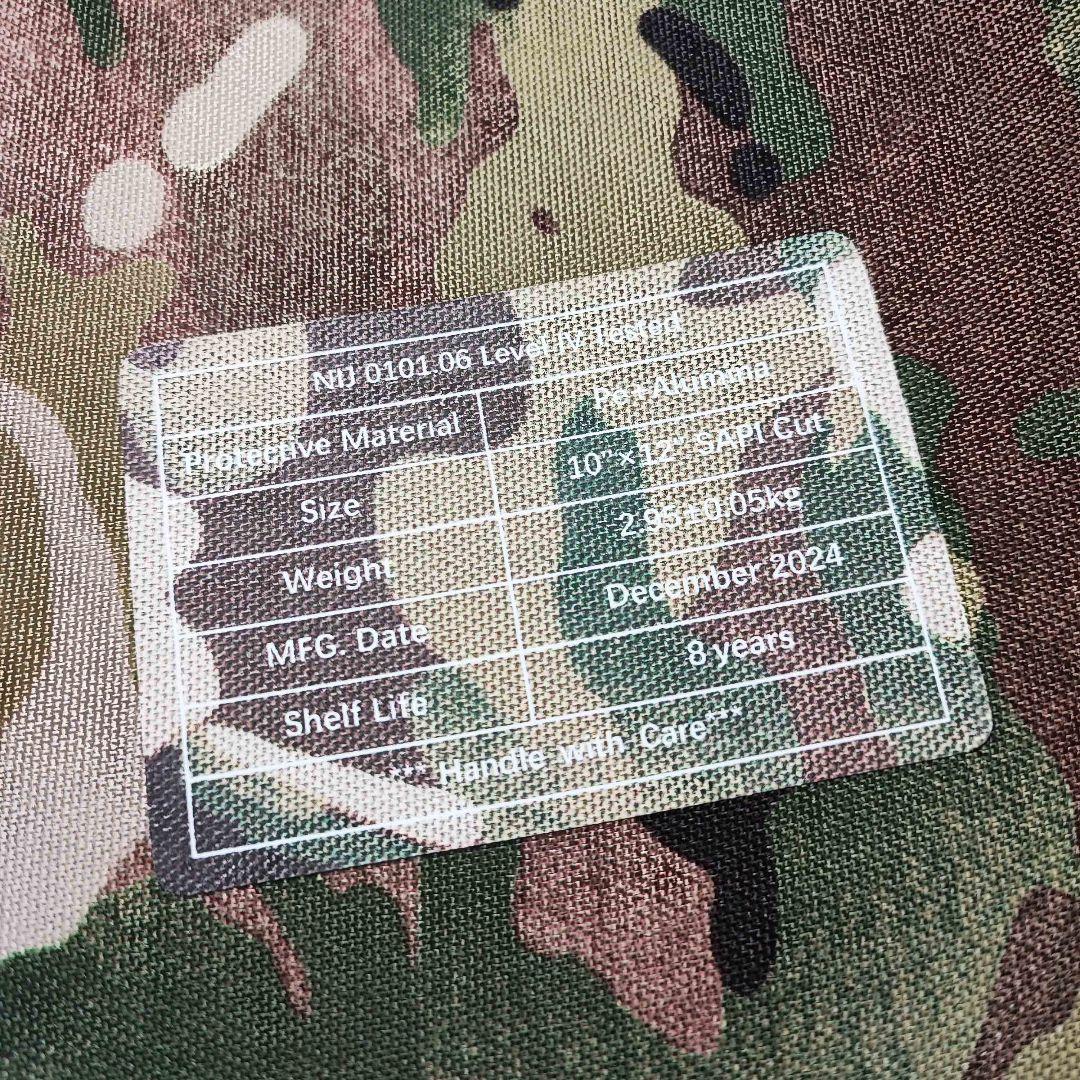 NIJ 0101.06 Level IV Tested
Protective Material Pe+Alumina
Size 10"×12" SAPI Cut
Weight 2.95±0.05kg
MFG. Date December 2024
Shelf Life 8 years
*** Handle with Care***